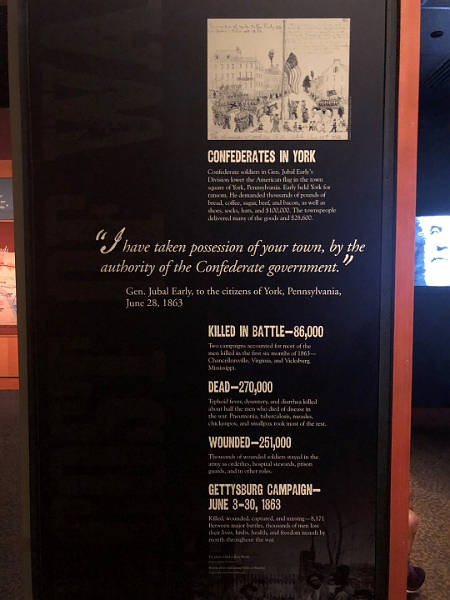 CONFEDERATES IN YORK
Confederate soldiers in Gen. Jubal Early's
Division lower the American flag in the town
square of York, Pennsylvania. Early held York for
ransom. He demanded thousands of pounds of
bread, coffee, sugar, beef, and bacon, as well as
shoes, socks, hats, and $100,000. The townspeople
delivered many of the goods and $28,600.
"I have taken possession of your town, by the
authority of the Confederate government."
Gen. Jubal Early, to the citizens of York, Pennsylvania,
June 28, 1863
KILLED IN BATTLE—86,000
Two campaigns accounted for most of the
men killed in the first six months of 1863—
Chancellorsville, Virginia, and Vicksburg,
Mississippi.
DEAD—270,000
Typhoid fever, dysentery, and diarrhea killed
about half the men who died of disease in
the war. Pneumonia, tuberculosis, measles,
chickenpox, and smallpox took most of the rest.
WOUNDED—251,000
Thousands of wounded soldiers stayed in the
army as orderlies, hospital stewards, prison
guards, and in other roles.
GETTYSBURG CAMPAIGN—
JUNE 3-30, 1863
Killed, wounded, captured, and missing—8,171
Between major battles, thousands of men lost
their lives, limbs, health, and freedom month by
month throughout the war.